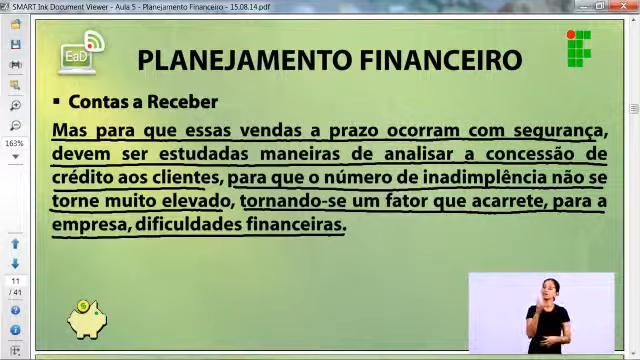 SMART Ink Document Viewer - Aula 5 - Planejamento Financeiro - 15.08.14.pdf
EaD
PLANEJAMENTO FINANCEIRO
▪ Contas a Receber
Mas para que essas vendas a prazo ocorram com segurança,
devem ser estudadas maneiras de analisar a concessão de
crédito aos clientes, para que o número de inadimplência não se
torne muito elevado, tornando-se um fator que acarrete, para a
empresa, dificuldades financeiras.
163%
11
/ 41